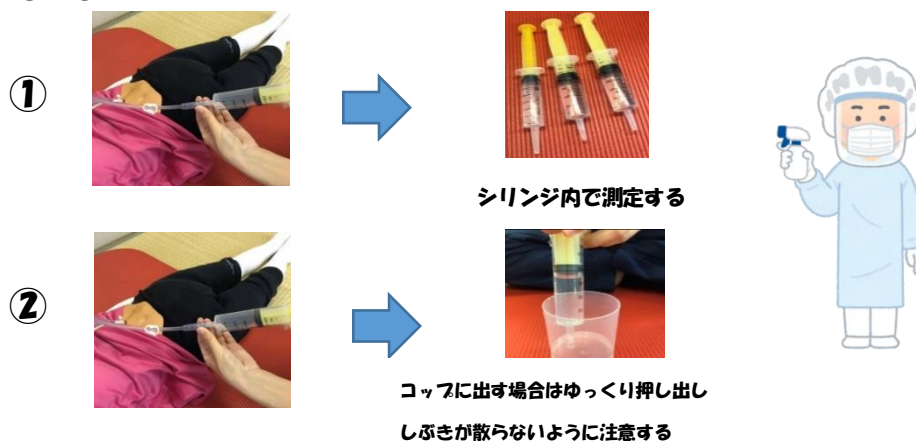 ①
シリンジ内で測定する
②
コップに出す場合はゆっくり押し出し
しぶきが散らないように注意する